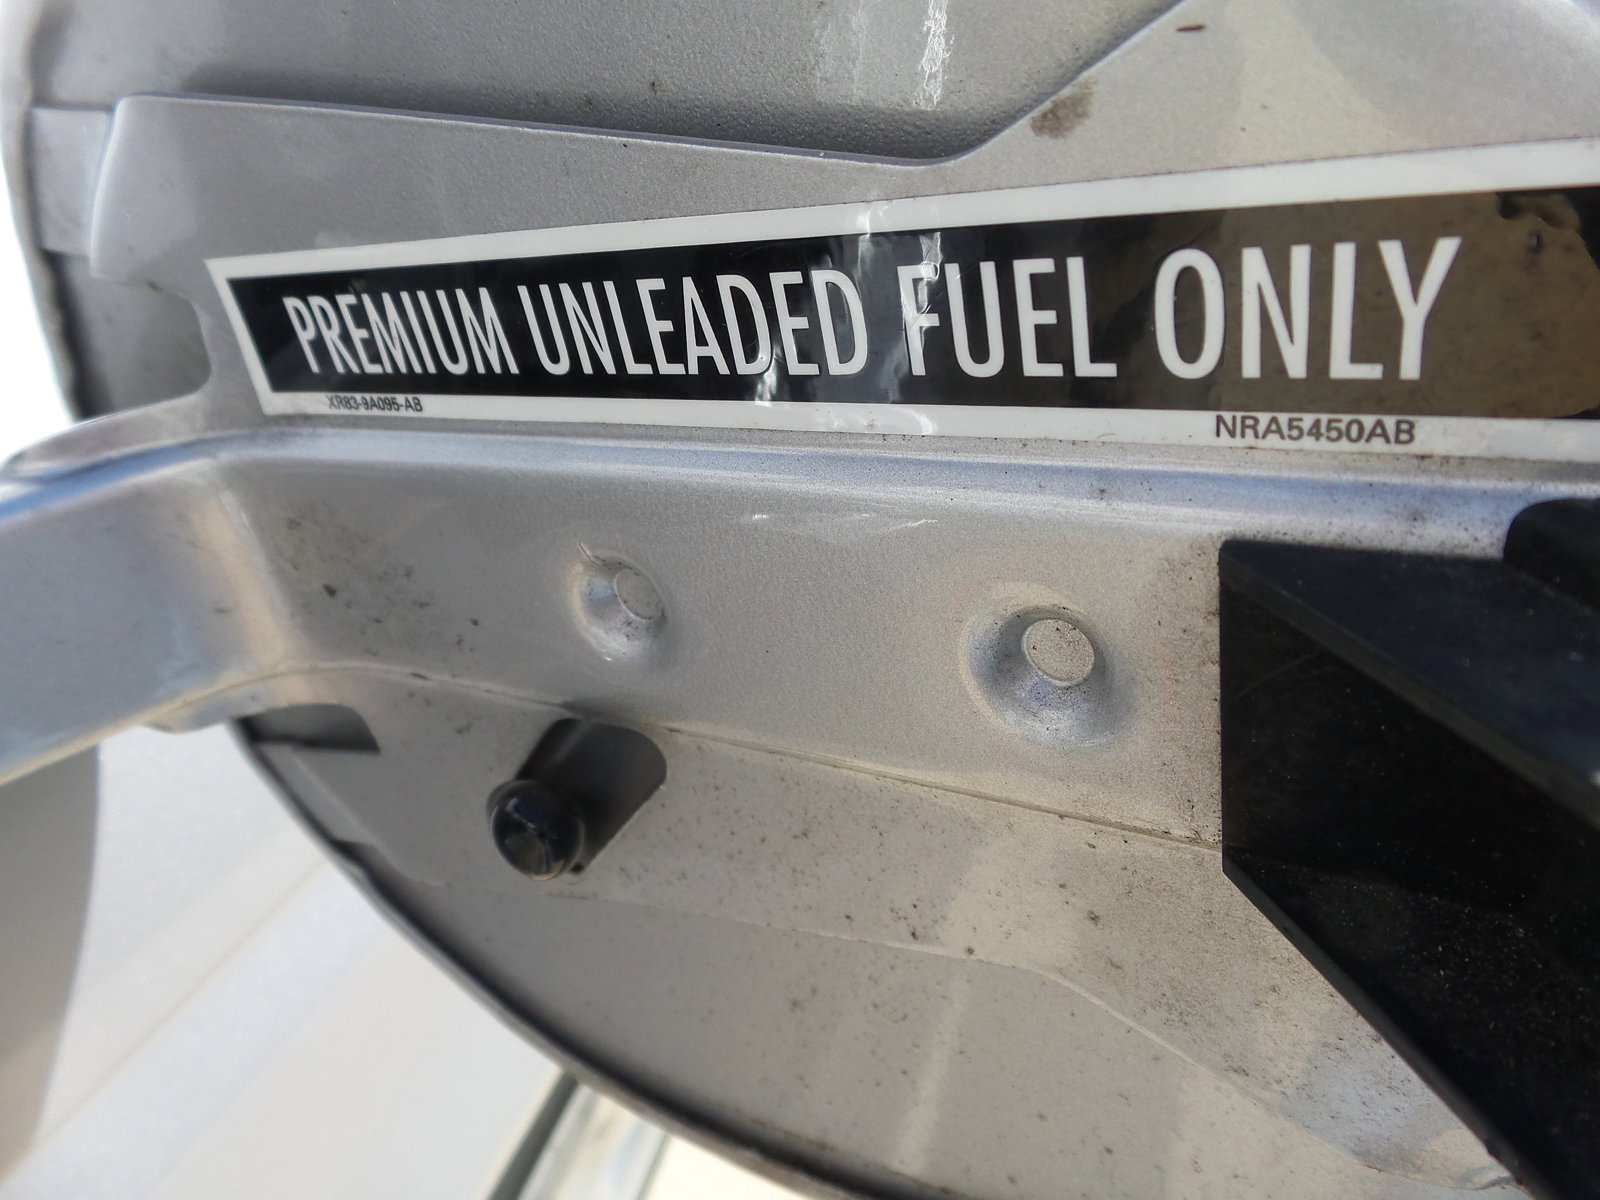 PREMIUM UNLEADED FUEL ONLY
XR83-9A095-AB
NRA5450AB